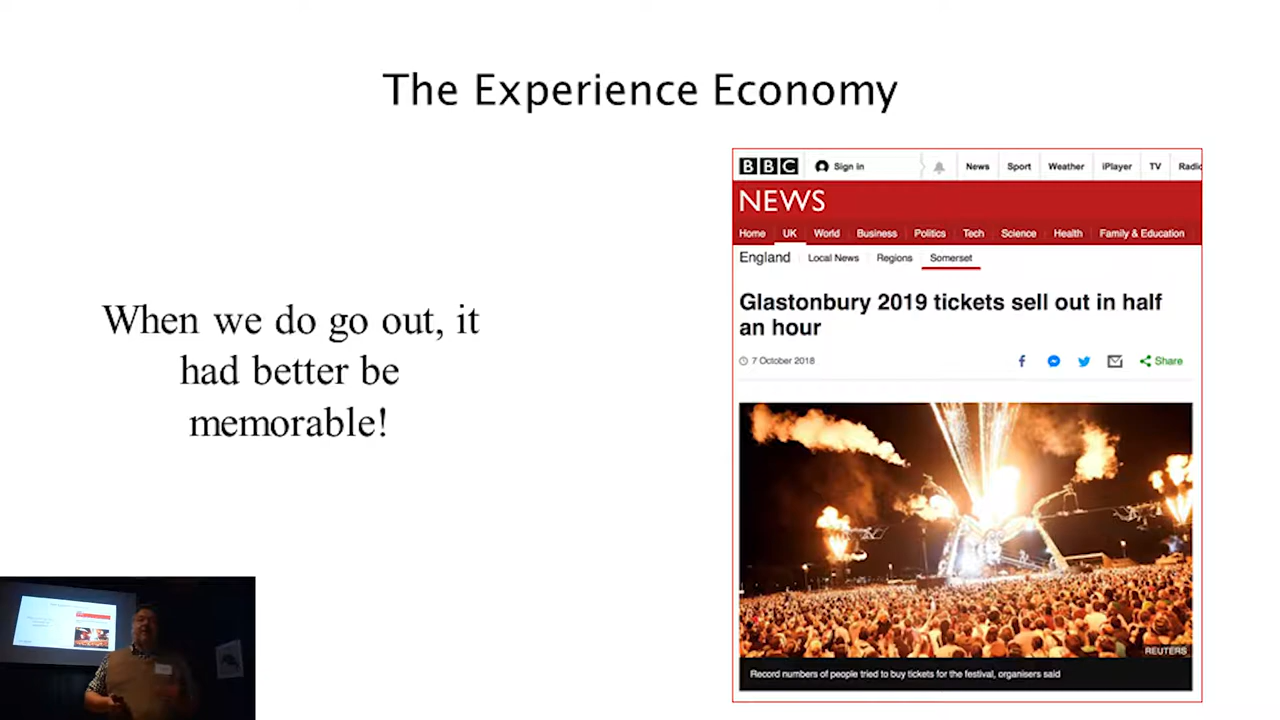 The Experience Economy
When we do go out, it
had better be
memorable!
BBC Sign in News Sport Weather iPlayer TV Radio
NEWS
Home UK World Business Politics Tech Science Health Family & Education
England Local News Regions Somerset
Glastonbury 2019 tickets sell out in half
an hour
7 October 2018 f Share
REUTERS
Record numbers of people tried to buy tickets for the festival, organisers said